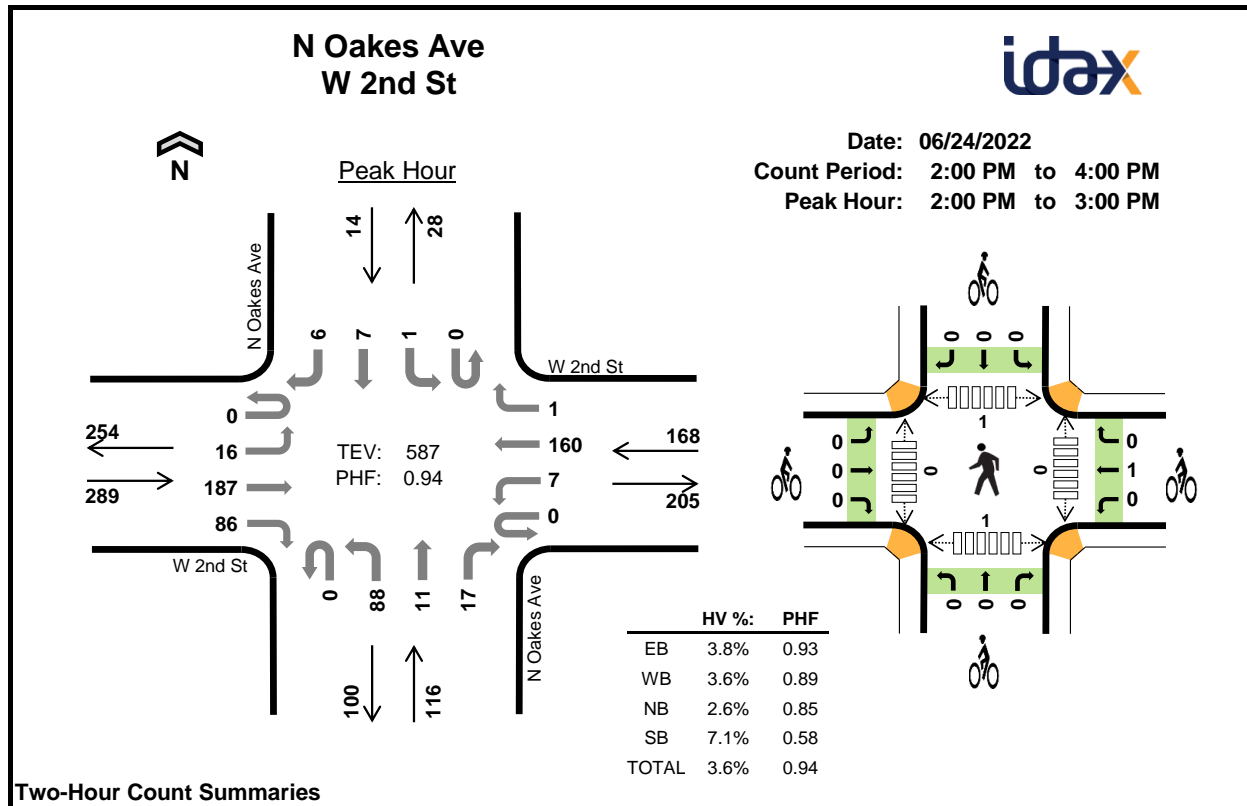 N Oakes Ave
W 2nd St
idax
N
Peak Hour
Date: 06/24/2022
Count Period: 2:00 PM to 4:00 PM
Peak Hour: 2:00 PM to 3:00 PM
14
28
N Oakes Ave
6 7 1 0
W 2nd St
0
16
187
86
254
289
TEV: 587
PHF: 0.94
1
160
7
0
168
205
W 2nd St
0 88 11 17
N Oakes Ave
100
116
0 0 0
1
0
0
0
0
0
0
1
0
1
0 0 0
HV %: PHF
EB 3.8% 0.93
WB 3.6% 0.89
NB 2.6% 0.85
SB 7.1% 0.58
TOTAL 3.6% 0.94
Two-Hour Count Summaries